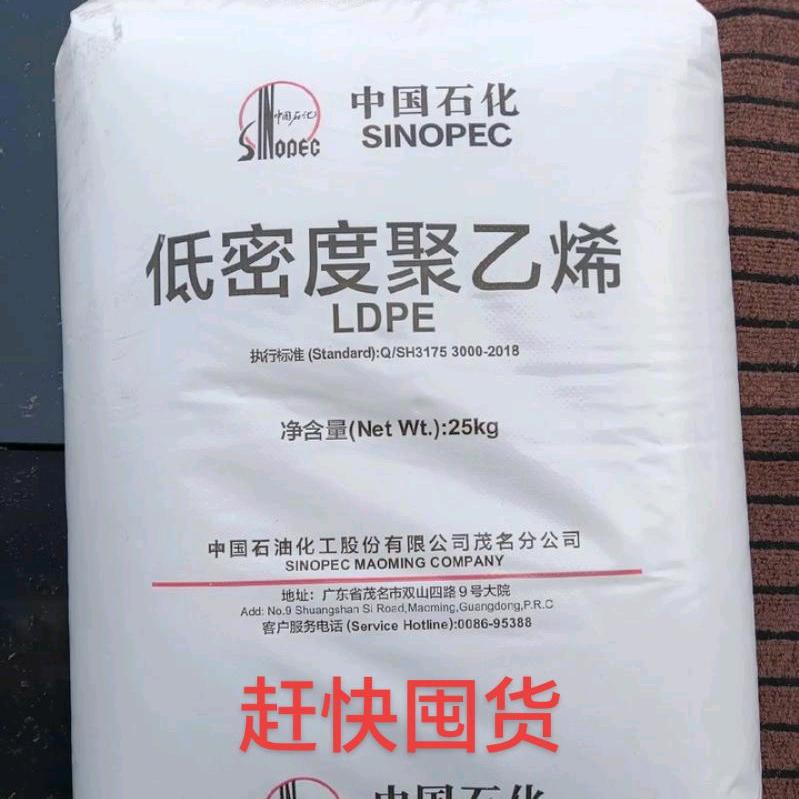 中国石化
SINOPEC
中国石化
SINOPEC
低密度聚乙烯
LDPE
执行标准 (Standard):Q/SH3175 3000-2018
净含量(Net Wt.):25kg
中国石油化工股份有限公司茂名分公司
SINOPEC MAOMING COMPANY
地址：广东省茂名市双山四路9号大院
Add: No.9 Shuangshan Si Road,Maoming,Guangdong,P.R.C
客户服务电话 (Service Hotline):0086-95388
赶快囤货
中国石化